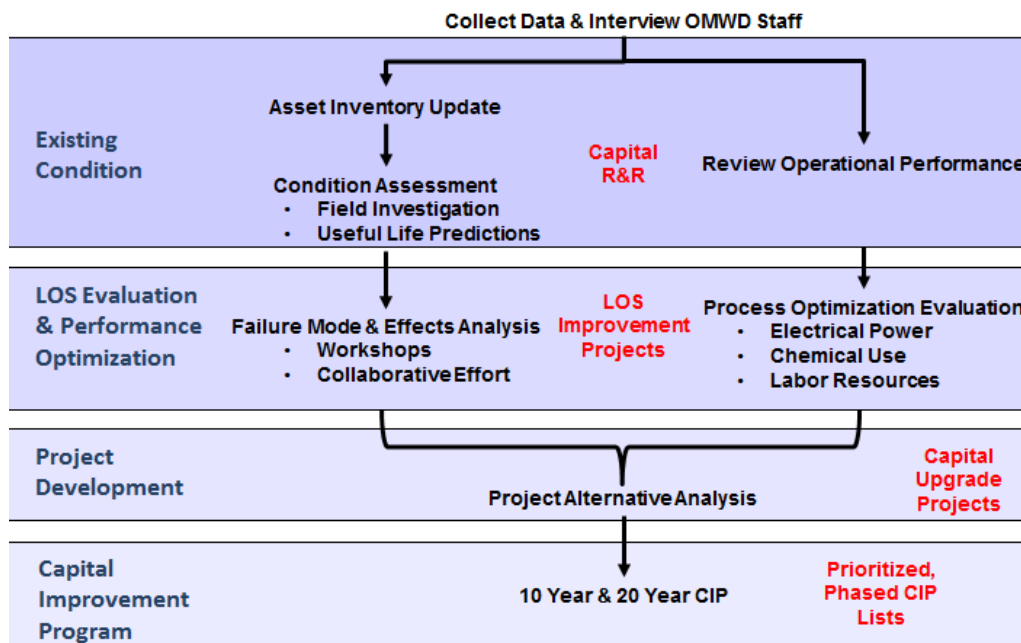 Collect Data & Interview OMWD Staff
Existing
Condition
Asset Inventory Update
Condition Assessment
• Field Investigation
• Useful Life Predictions
Capital
R&R
Review Operational Performance
LOS Evaluation
& Performance
Optimization
Failure Mode & Effects Analysis
• Workshops
• Collaborative Effort
LOS
Improvement
Projects
Process Optimization Evaluation
• Electrical Power
• Chemical Use
• Labor Resources
Project
Development
Project Alternative Analysis
Capital
Upgrade
Projects
Capital
Improvement
Program
10 Year & 20 Year CIP
Prioritized,
Phased CIP
Lists